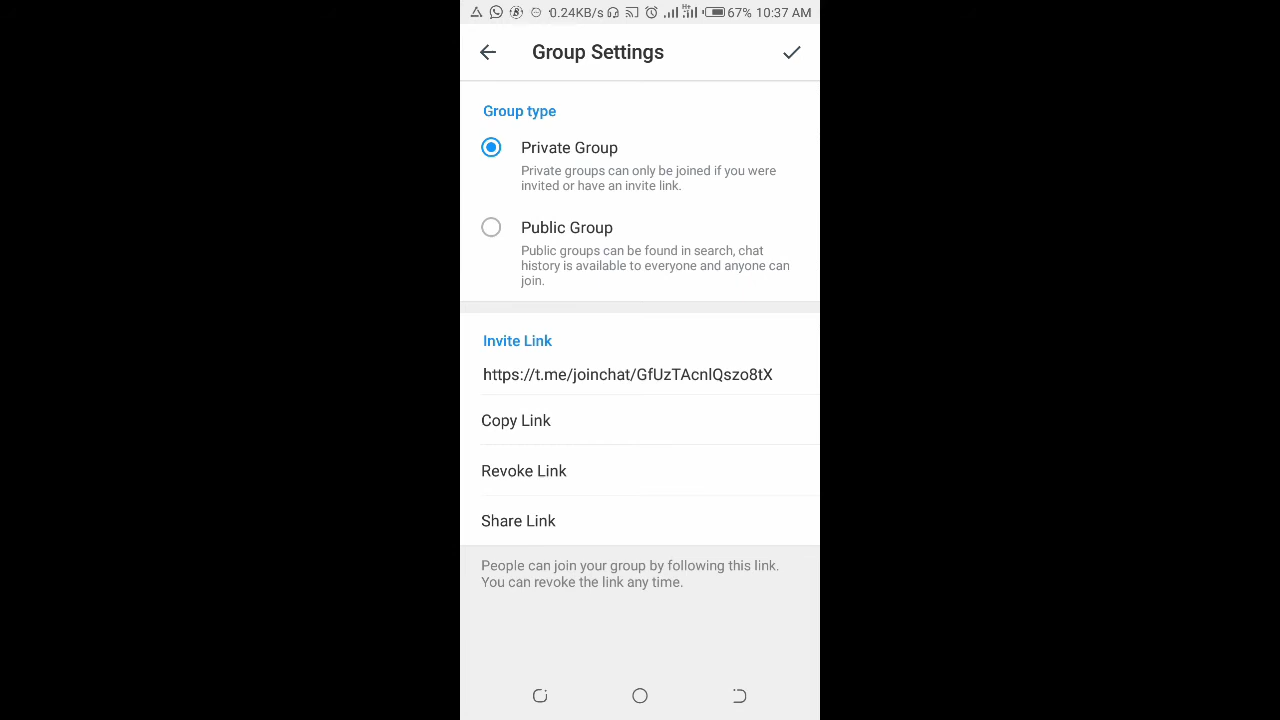 0.24KB/s 67% 10:37 AM
Group Settings
Group type
Private Group
Private groups can only be joined if you were
invited or have an invite link.
Public Group
Public groups can be found in search, chat
history is available to everyone and anyone can
join.
Invite Link
https://t.me/joinchat/GfUzTAcnlQszo8tX
Copy Link
Revoke Link
Share Link
People can join your group by following this link.
You can revoke the link any time.